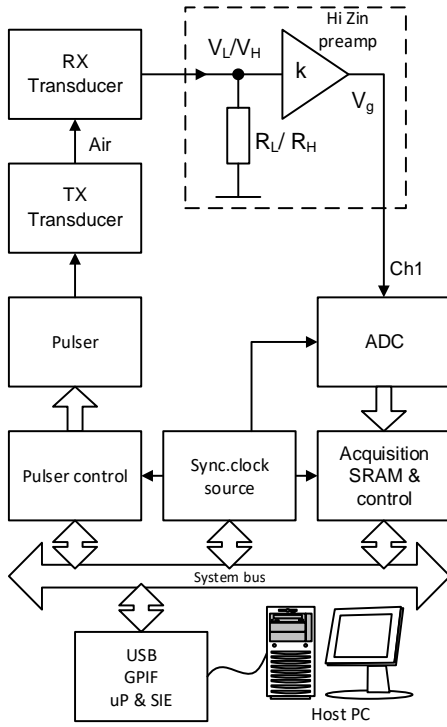 Hi Zin
preamp
RX
Transducer
V_L/V_H
k
V_g
R_L/ R_H
Air
TX
Transducer
Ch1
Pulser
ADC
Pulser control
Sync.clock
source
Acquisition
SRAM &
control
System bus
USB
GPIF
uP & SIE
Host PC